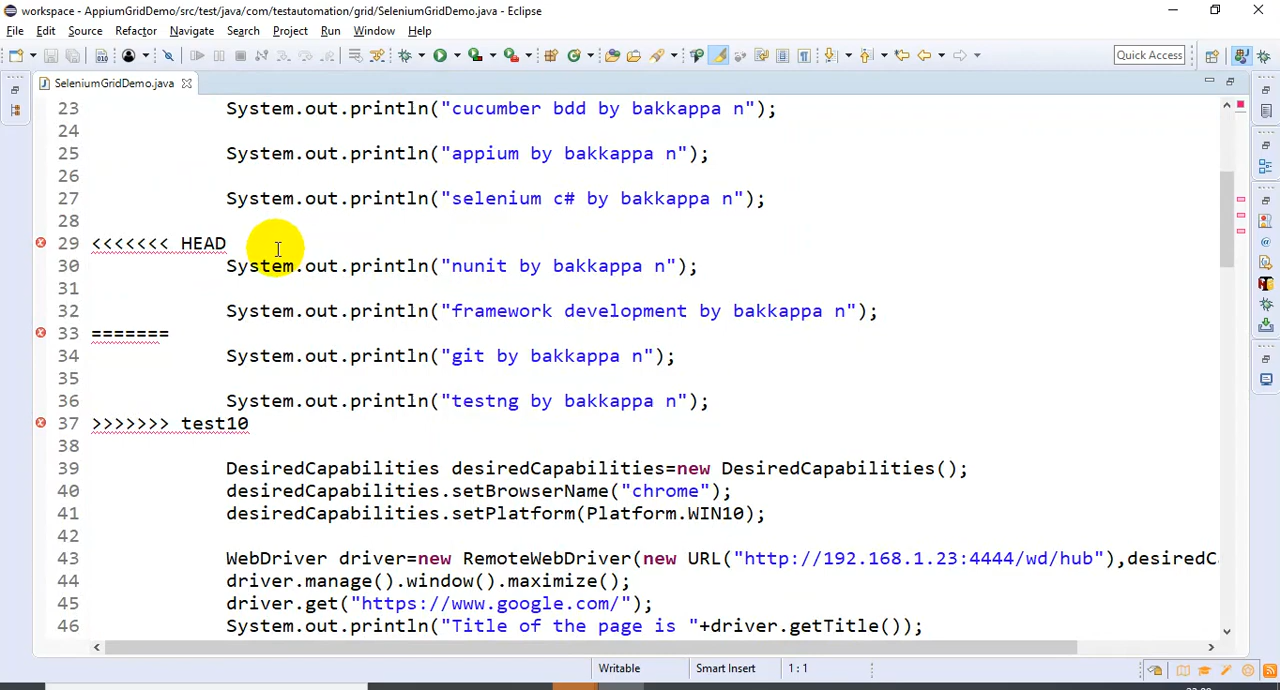 workspace - AppiumGridDemo/src/test/java/com/testautomation/grid/SeleniumGridDemo.java - Eclipse
File Edit Source Refactor Navigate Search Project Run Window Help
Quick Access
SeleniumGridDemo.java
23 System.out.println("cucumber bdd by bakkappa n");
24
25 System.out.println("appium by bakkappa n");
26
27 System.out.println("selenium c# by bakkappa n");
28
29 <<<<<<< HEAD
30 System.out.println("nunit by bakkappa n");
31
32 System.out.println("framework development by bakkappa n");
33 =======
34 System.out.println("git by bakkappa n");
35
36 System.out.println("testng by bakkappa n");
37 >>>>>>> test10
38
39 DesiredCapabilities desiredCapabilities=new DesiredCapabilities();
40 desiredCapabilities.setBrowserName("chrome");
41 desiredCapabilities.setPlatform(Platform.WIN10);
42
43 WebDriver driver=new RemoteWebDriver(new URL("http://192.168.1.23:4444/wd/hub"),desiredCa
44 driver.manage().window().maximize();
45 driver.get("https://www.google.com/");
46 System.out.println("Title of the page is "+driver.getTitle());
Writable Smart Insert 1 : 1